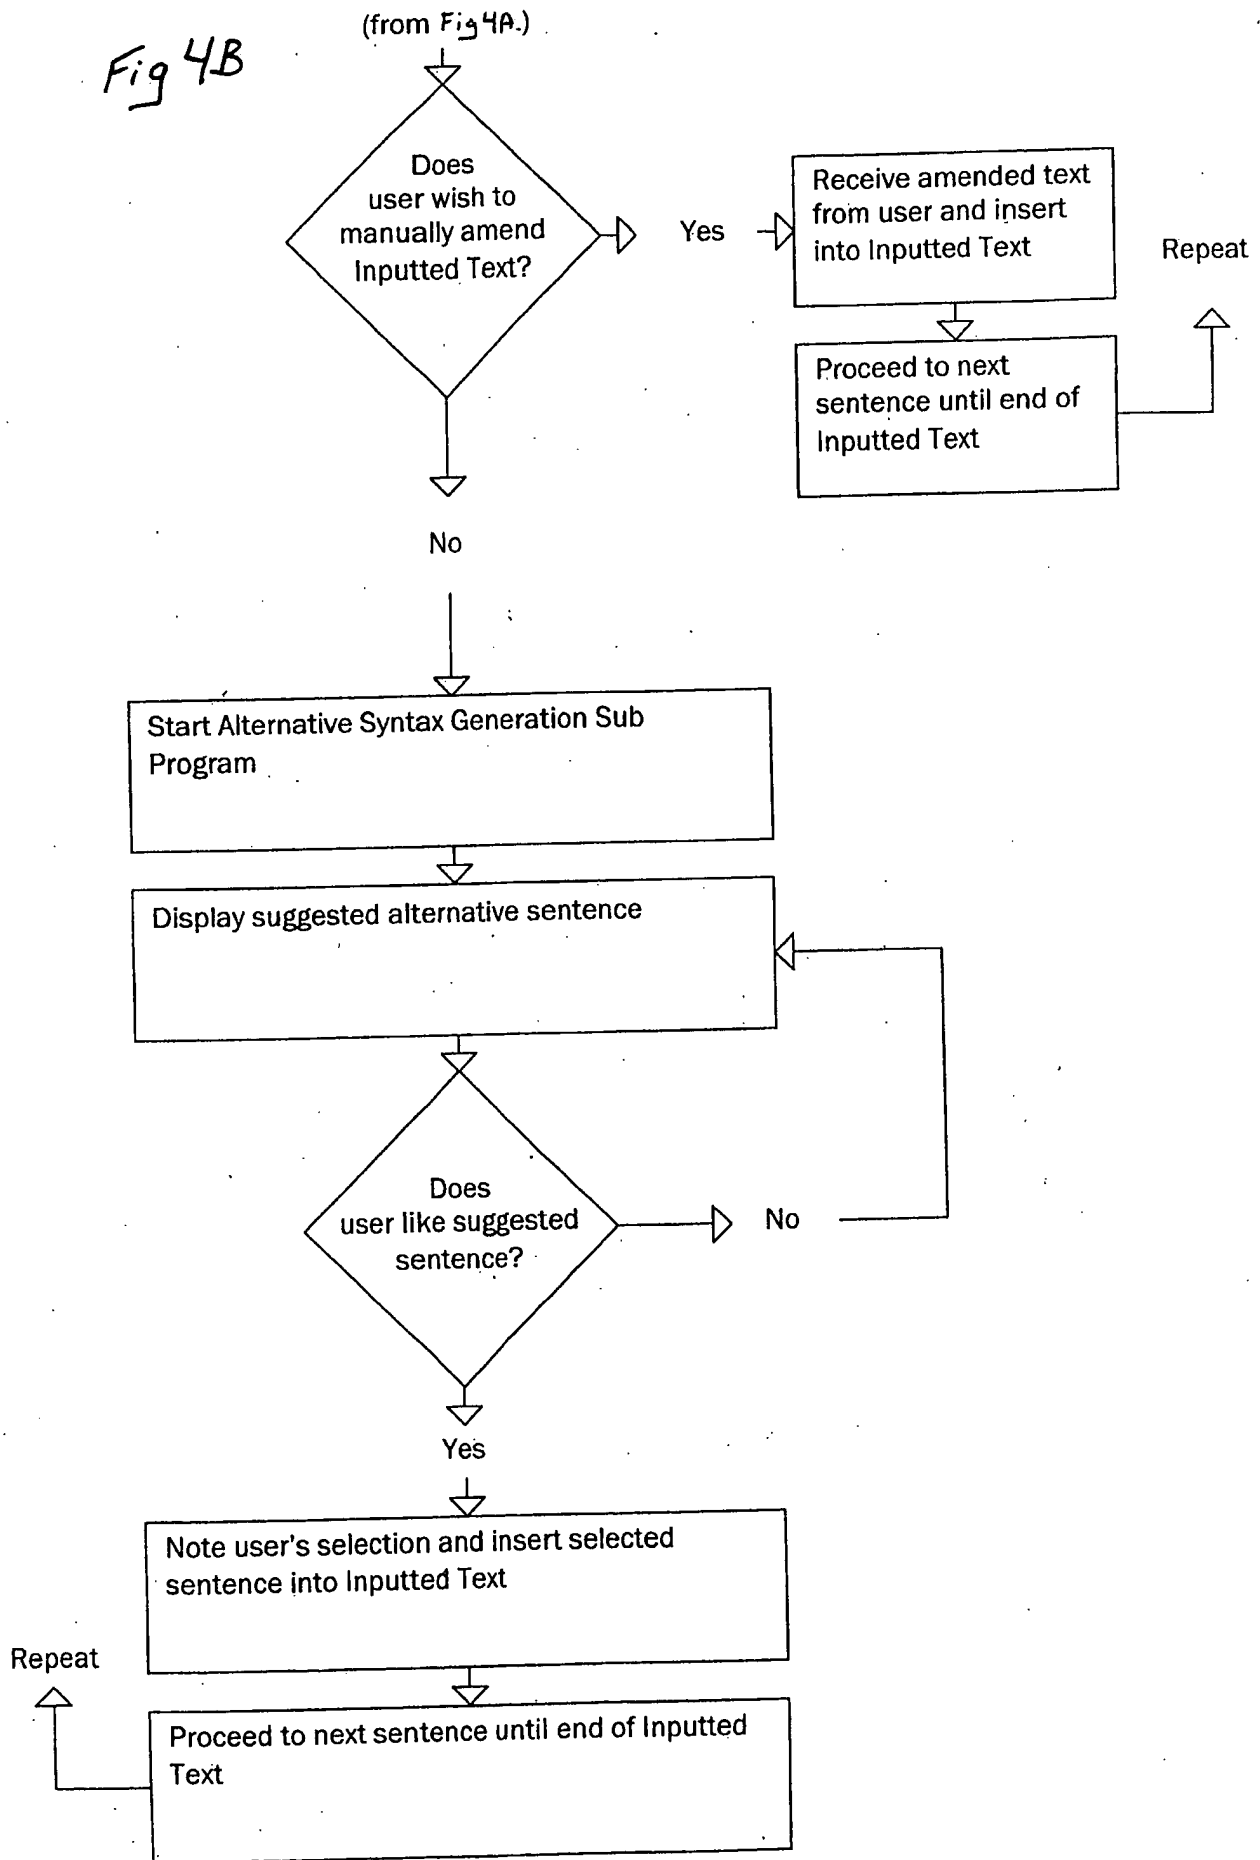 (from Fig 4A.)
Fig 4B
Does
user wish to
manually amend
Inputted Text?
Yes
Receive amended text
from user and insert
into Inputted Text
Repeat
Proceed to next
sentence until end of
Inputted Text
No
Start Alternative Syntax Generation Sub
Program
Display suggested alternative sentence
Does
user like suggested
sentence?
No
Yes
Note user's selection and insert selected
sentence into Inputted Text
Repeat
Proceed to next sentence until end of Inputted
Text